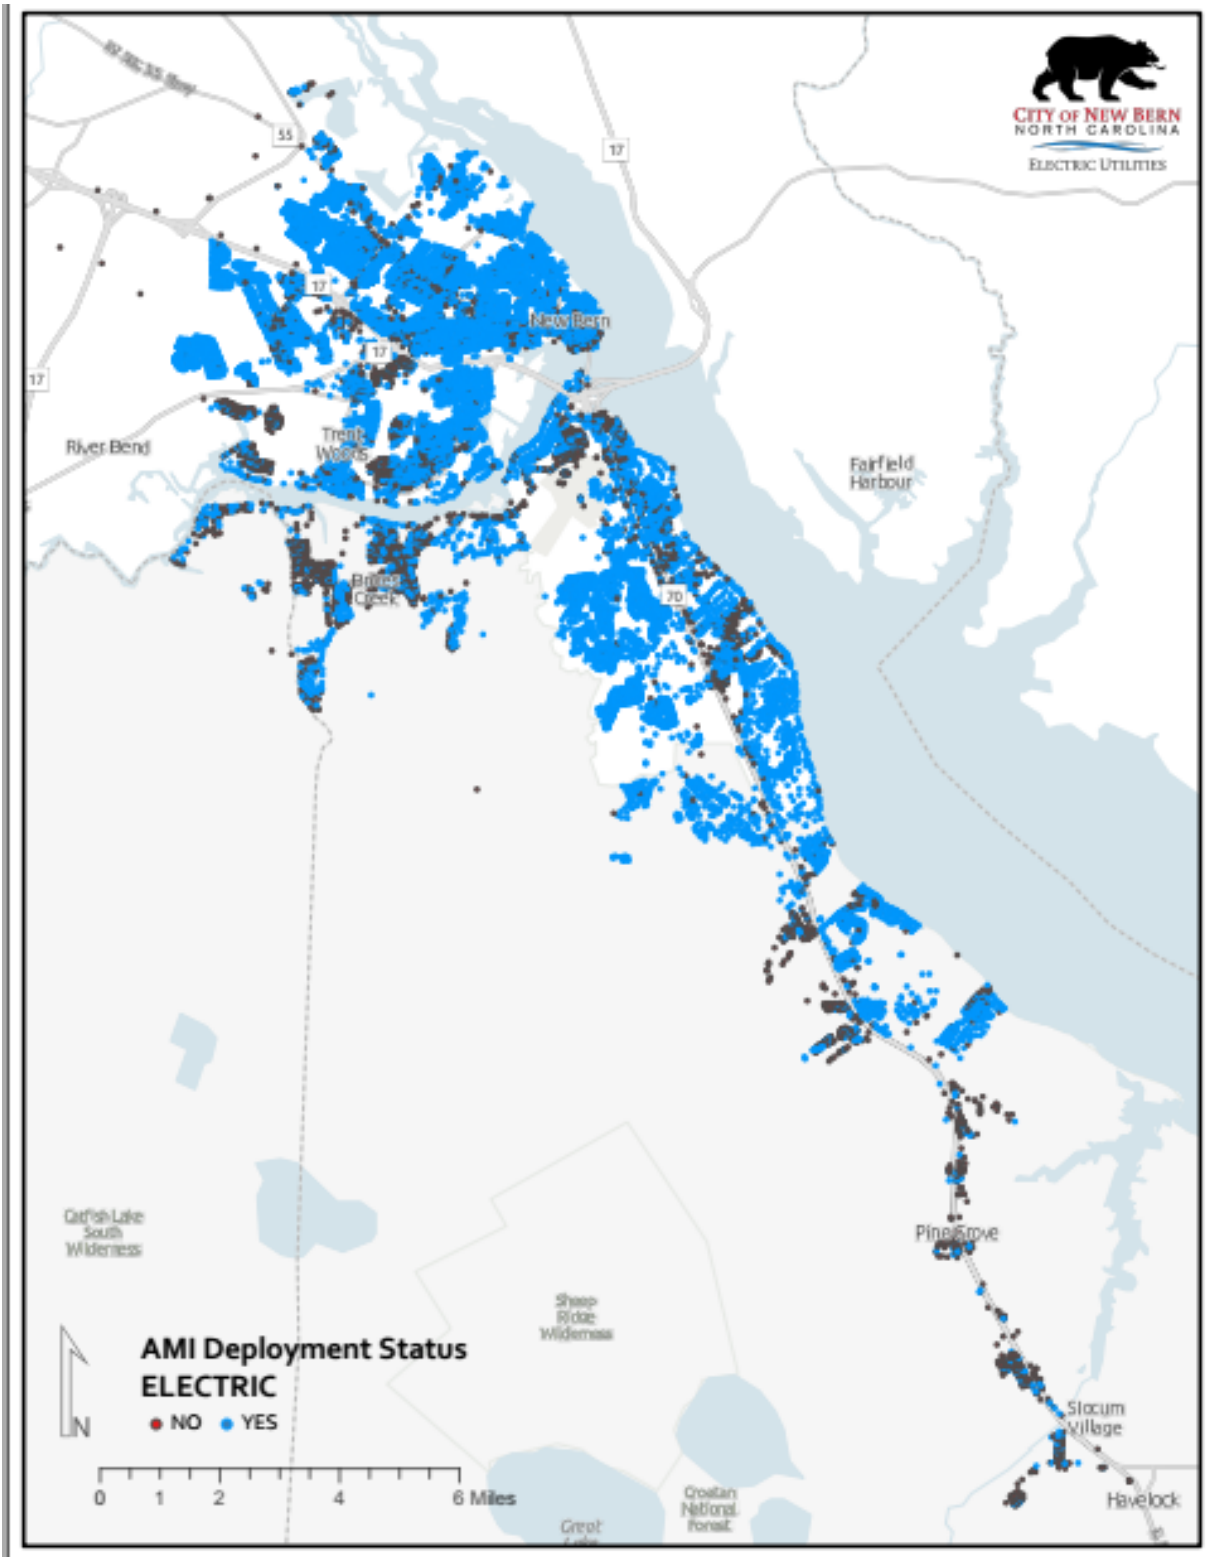 CITY OF NEW BERN
NORTH CAROLINA
ELECTRIC UTILITIES
55
17
17
New Bern
17
17
River Bend
Trent
Woods
Fairfield
Harbour
Brices
Creek
70
Catfish Lake
South
Wilderness
Pine Grove
Sheep
Ridge
Wilderness
AMI Deployment Status
ELECTRIC
NO YES
N
0 1 2 4 6 Miles
Slocum
Village
Havelock
Croatan
National
Forest
Great
Lake